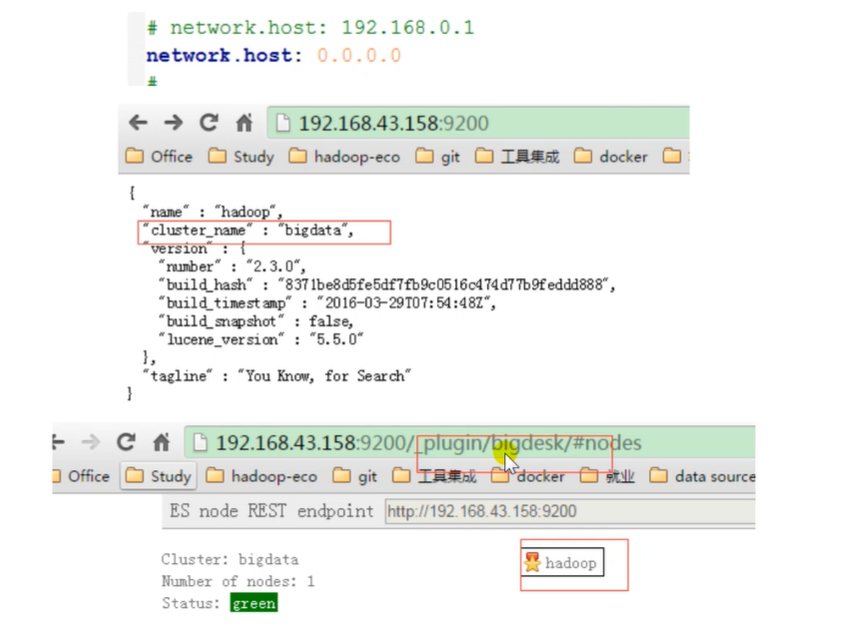 # network.host: 192.168.0.1
network.host: 0.0.0.0
#
192.168.43.158:9200
Office Study hadoop-eco git 工具集成 docker
{
"name" : "hadoop",
"cluster_name" : "bigdata",
"version" : {
"number" : "2.3.0",
"build_hash" : "8371be8d5fe5df7fb9c0516c474d77b9feddd888",
"build_timestamp" : "2016-03-29T07:54:48Z",
"build_snapshot" : false,
"lucene_version" : "5.5.0"
},
"tagline" : "You Know, for Search"
}
192.168.43.158:9200/_plugin/bigdesk/#nodes
Office Study hadoop-eco git 工具集成 docker 就业 data source
ES node REST endpoint http://192.168.43.158:9200
Cluster: bigdata
hadoop
Number of nodes: 1
Status: green